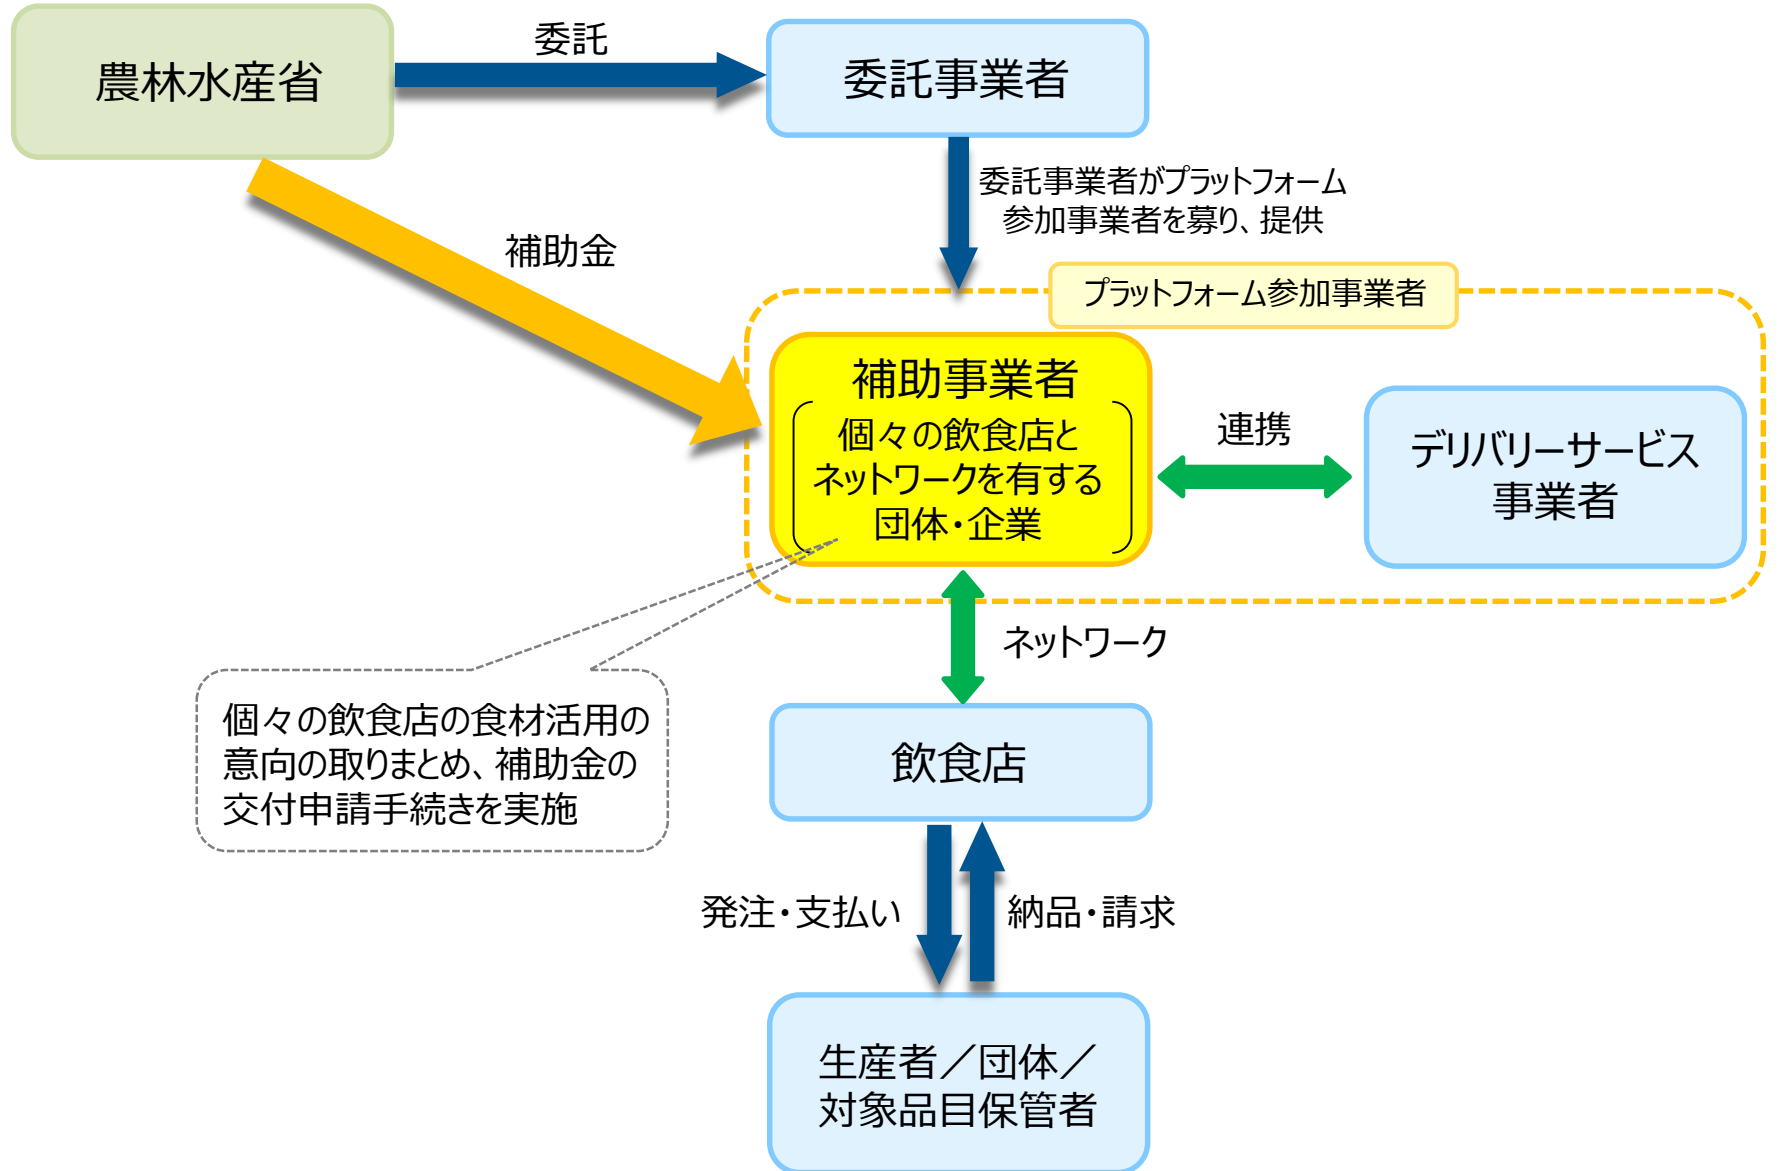 農林水産省
委託
委託事業者
委託事業者がプラットフォーム
参加事業者を募り、提供
補助金
プラットフォーム参加事業者
補助事業者
個々の飲食店と
ネットワークを有する
団体・企業
連携
デリバリーサービス
事業者
ネットワーク
個々の飲食店の食材活用の
意向の取りまとめ、補助金の
交付申請手続きを実施
飲食店
発注・支払い
納品・請求
生産者／団体／
対象品目保管者